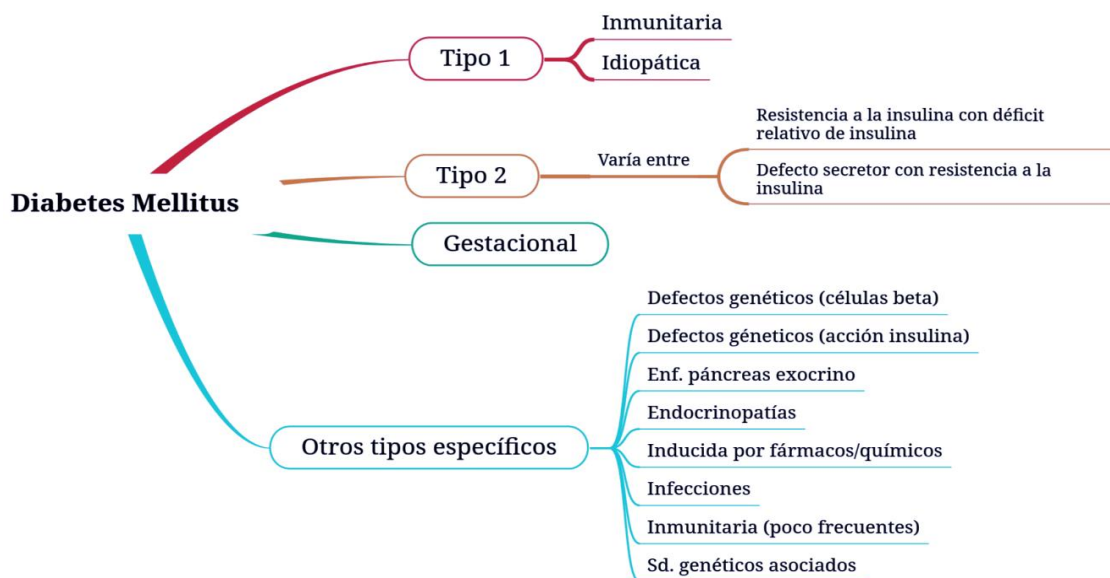 Diabetes Mellitus
Tipo 1
Inmunitaria
Idiopática
Tipo 2
Varía entre
Resistencia a la insulina con déficit
relativo de insulina
Defecto secretor con resistencia a la
insulina
Gestacional
Otros tipos específicos
Defectos genéticos (células beta)
Defectos géneticos (acción insulina)
Enf. páncreas exocrino
Endocrinopatías
Inducida por fármacos/químicos
Infecciones
Inmunitaria (poco frecuentes)
Sd. genéticos asociados